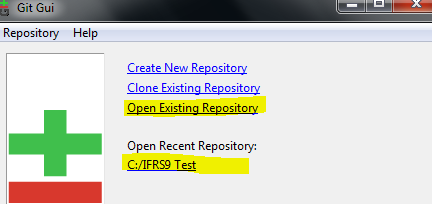 Git Gui
Repository Help
Create New Repository
Clone Existing Repository
Open Existing Repository
Open Recent Repository:
C:/IFRS9 Test